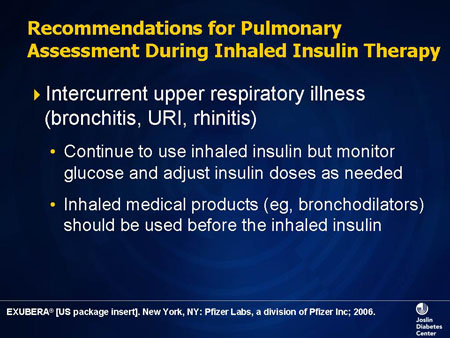 Recommendations for Pulmonary
Assessment During Inhaled Insulin Therapy
Intercurrent upper respiratory illness
(bronchitis, URI, rhinitis)
• Continue to use inhaled insulin but monitor
glucose and adjust insulin doses as needed
• Inhaled medical products (eg, bronchodilators)
should be used before the inhaled insulin
EXUBERA® [US package insert]. New York, NY: Pfizer Labs, a division of Pfizer Inc; 2006.
Joslin
Diabetes
Center